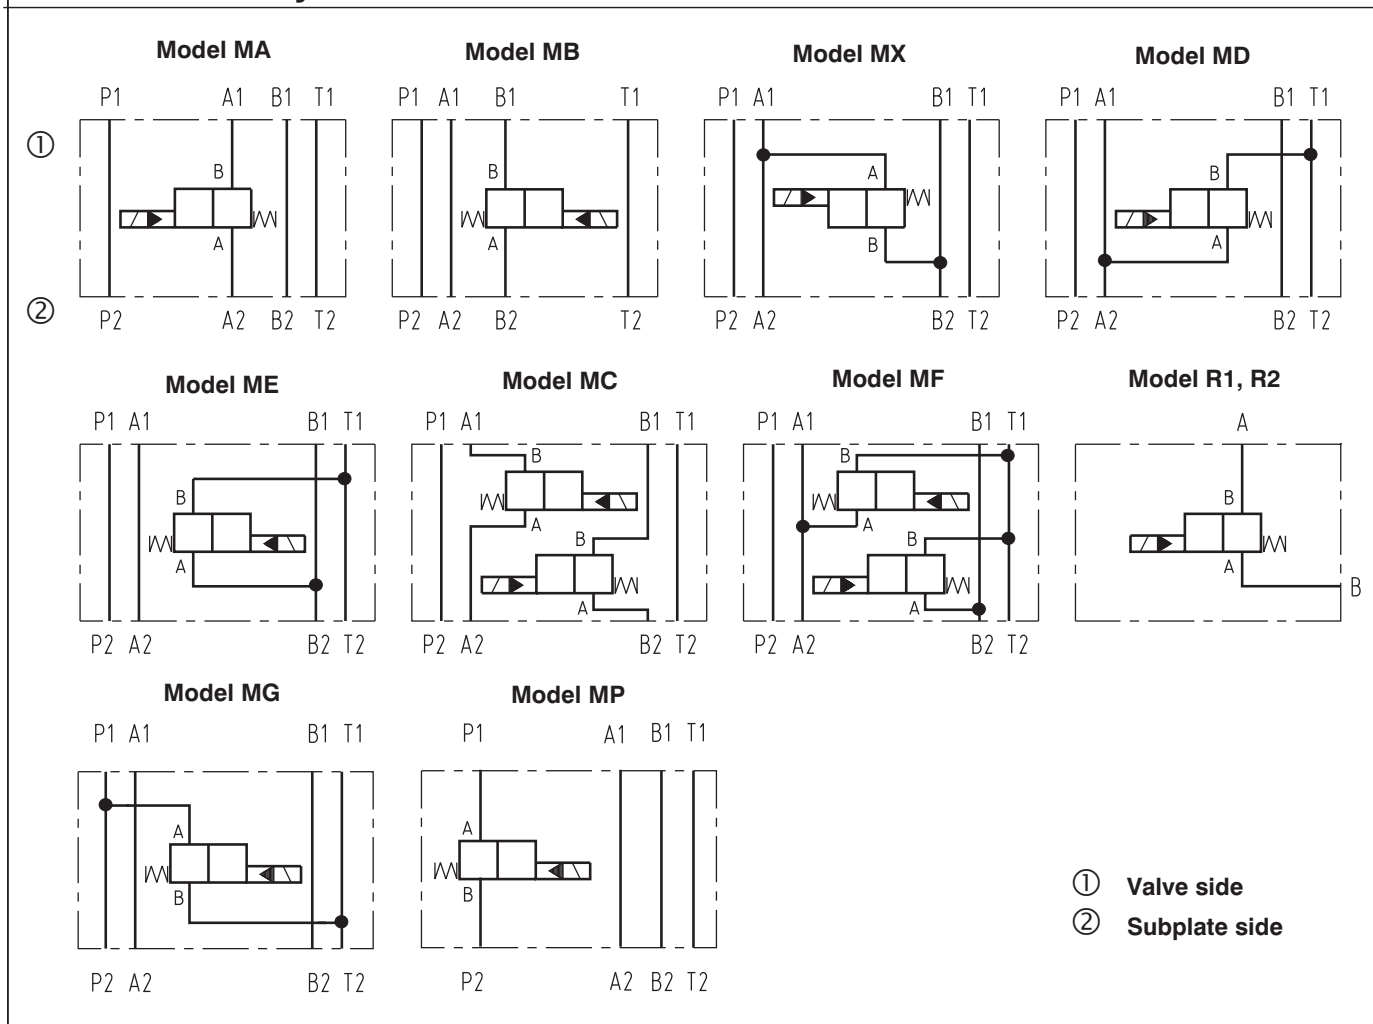 Model MA
P1 A1 B1 T1
B
A
P2 A2 B2 T2
Model MB
P1 A1 B1 T1
B
A
P2 A2 B2 T2
Model MX
P1 A1 B1 T1
A
B
P2 A2 B2 T2
Model MD
P1 A1 B1 T1
B
A
P2 A2 B2 T2
①
②
Model ME
P1 A1 B1 T1
B
A
P2 A2 B2 T2
Model MC
P1 A1 B1 T1
B
A
B
A
P2 A2 B2 T2
Model MF
P1 A1 B1 T1
B
A
B
A
P2 A2 B2 T2
Model R1, R2
A
B
A
B
Model MG
P1 A1 B1 T1
A
B
P2 A2 B2 T2
Model MP
P1 A1 B1 T1
A
B
P2 A2 B2 T2
① Valve side
② Subplate side